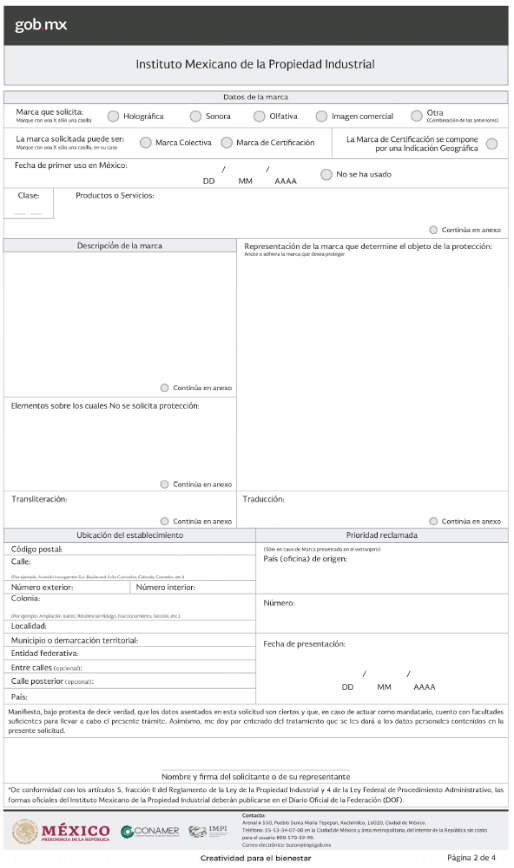 gob.mx
Instituto Mexicano de la Propiedad Industrial
Datos de la marca
Marca que solicita:
Marque con una X sólo una casilla
Holográfica
Sonora
Olfativa
Imagen comercial
Otra
(Combinación de las anteriores)
La marca solicitada puede ser:
Marque con una X sólo una casilla, en su caso
Marca Colectiva
Marca de Certificación
La Marca de Certificación se compone
por una Indicación Geográfica
Fecha de primer uso en México:
/ /
DD MM AAAA
No se ha usado
Clase:
Productos o Servicios:
Continúa en anexo
Descripción de la marca
Continúa en anexo
Representación de la marca que determine el objeto de la protección:
Anote o adhiera la marca que desea proteger
Elementos sobre los cuales No se solicita protección:
Continúa en anexo
Transliteración:
Continúa en anexo
Traducción:
Continúa en anexo
Ubicación del establecimiento
Código postal:
Calle:
(Por ejemplo: Avenida Insurgentes Sur, Boulevard Ávila Camacho, Calzada, Corredor, etc.)
Número exterior:
Número interior:
Colonia:
(Por ejemplo: Ampliación Juárez, Residencial Hidalgo, Fraccionamiento, Sección, etc.)
Localidad:
Municipio o demarcación territorial:
Entidad federativa:
Entre calles (opcional):
Calle posterior (opcional):
País:
Prioridad reclamada
(Sólo en caso de Marca presentada en el extranjero)
País (oficina) de origen:
Número:
Fecha de presentación:
/ /
DD MM AAAA
Manifiesto, bajo protesta de decir verdad, que los datos asentados en esta solicitud son ciertos y que, en caso de actuar como mandatario, cuento con facultades
suficientes para llevar a cabo el presente trámite. Asimismo, me doy por enterado del tratamiento que se les dará a los datos personales contenidos en la
presente solicitud.
Nombre y firma del solicitante o de su representante
*De conformidad con los artículos 5, fracción II del Reglamento de la Ley de la Propiedad Industrial y 4 de la Ley Federal de Procedimiento Administrativo, las
formas oficiales del Instituto Mexicano de la Propiedad Industrial deberán publicarse en el Diario Oficial de la Federación (DOF).
MÉXICO
PRESIDENCIA DE LA REPÚBLICA
CONAMER
IMPI
Contacto:
Arenal # 550, Pueblo Santa María Tepepan, Xochimilco, 16020, Ciudad de México.
Teléfono: 55-53-34-07-00 en la Ciudad de México y área metropolitana, del interior de la República sin costo
para el usuario 800-570-59-90.
Correo electrónico: buzon@impi.gob.mx
Creatividad para el bienestar
Página 2 de 4